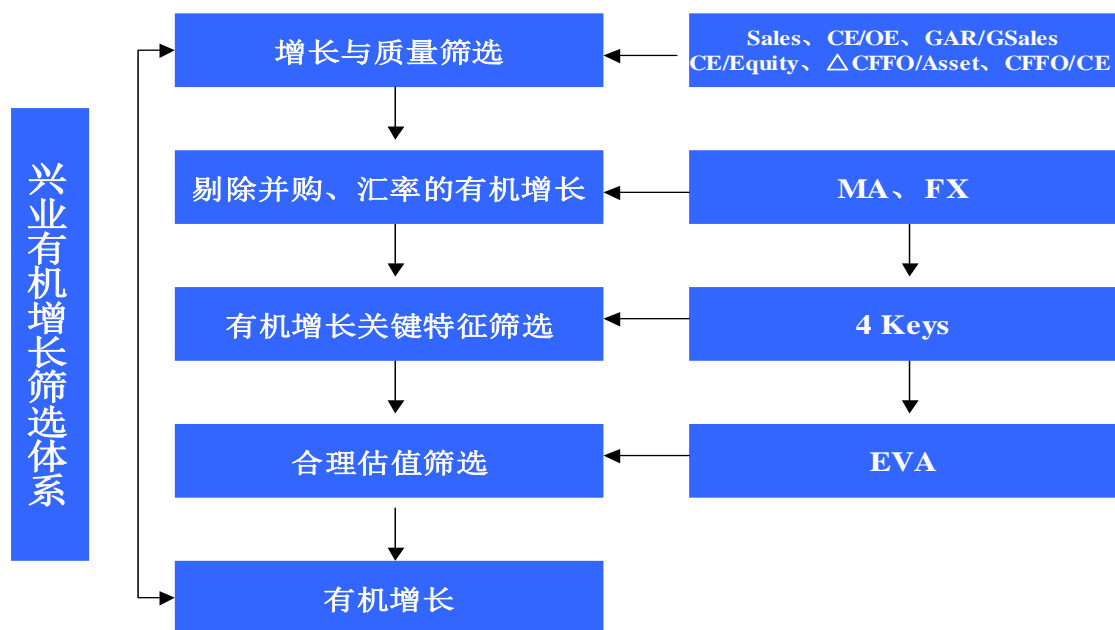 兴业有机增长筛选体系
增长与质量筛选
Sales、CE/OE、GAR/GSales
CE/Equity、△CFFO/Asset、CFFO/CE
剔除并购、汇率的有机增长
MA、FX
有机增长关键特征筛选
4 Keys
合理估值筛选
EVA
有机增长